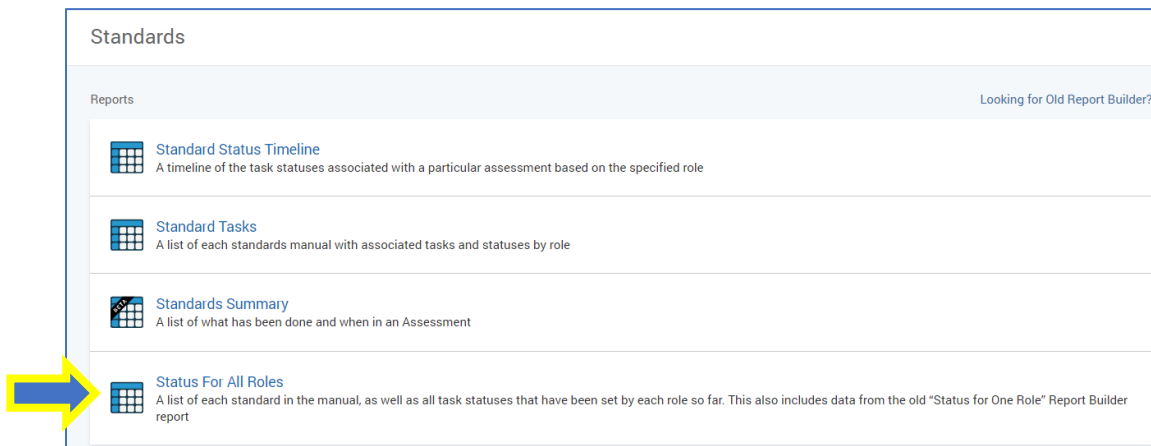 Standards
Reports
Looking for Old Report Builder?
Standard Status Timeline
A timeline of the task statuses associated with a particular assessment based on the specified role
Standard Tasks
A list of each standards manual with associated tasks and statuses by role
BETA
Standards Summary
A list of what has been done and when in an Assessment
Status For All Roles
A list of each standard in the manual, as well as all task statuses that have been set by each role so far. This also includes data from the old “Status for One Role” Report Builder
report